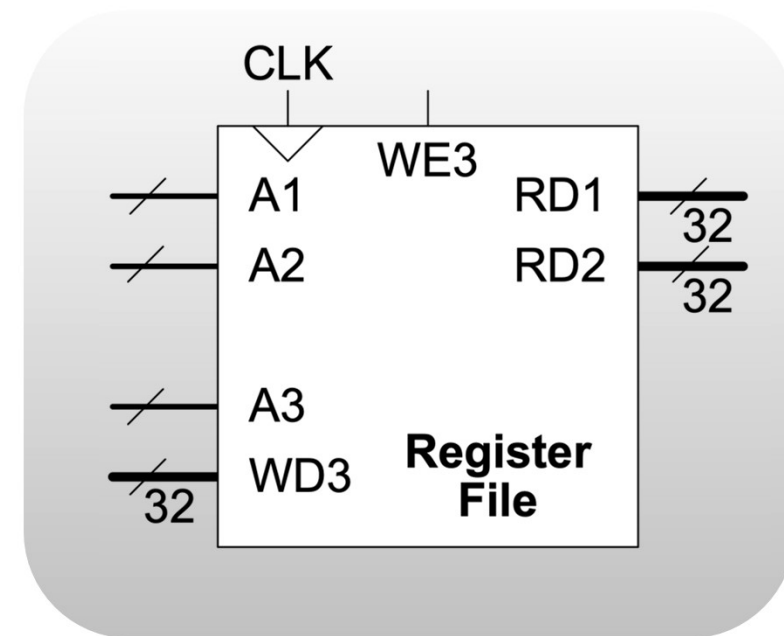 CLK
WE3
A1
RD1
32
A2
RD2
32
A3
WD3
32
Register
File